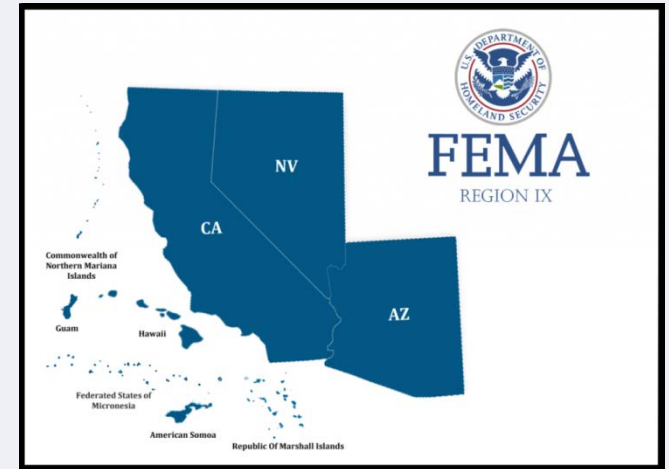 U.S. DEPARTMENT OF
HOMELAND SECURITY
FEMA
REGION IX
NV
CA
AZ
Commonwealth of
Northern Mariana
Islands
Guam
Hawaii
Federated States of
Micronesia
American Somoa
Republic Of Marshall Islands